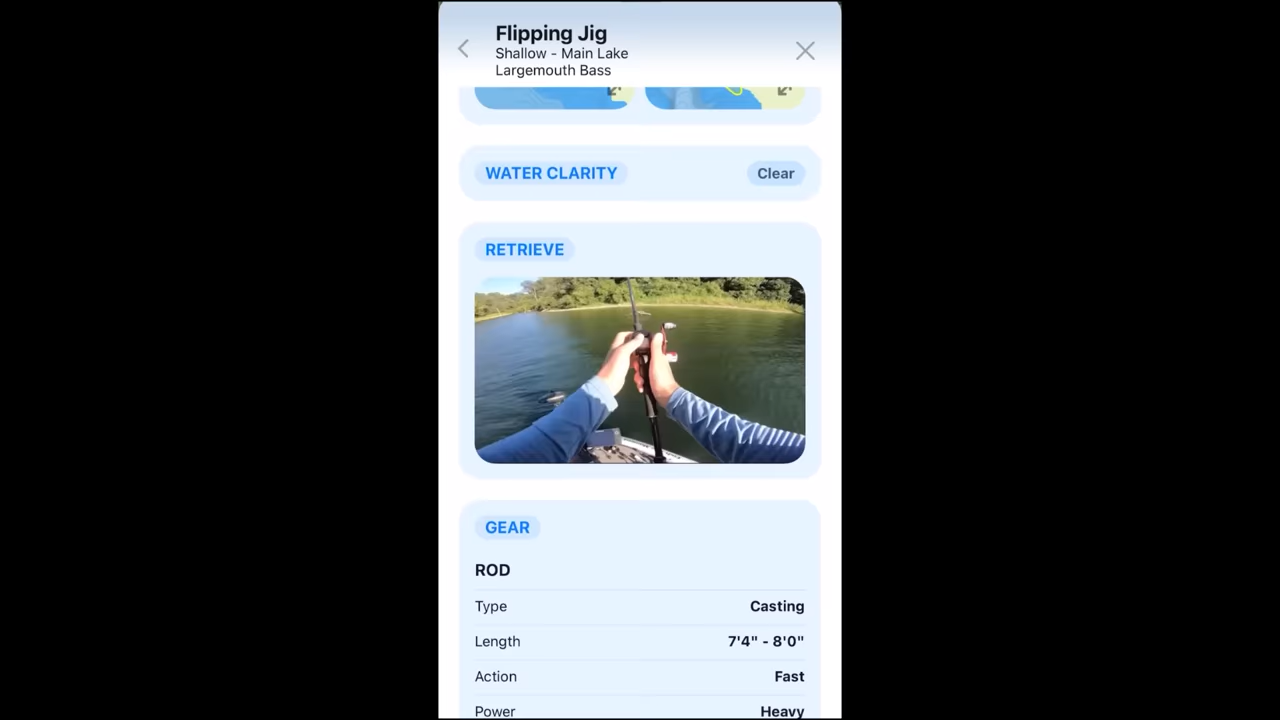 Flipping Jig
Shallow - Main Lake
Largemouth Bass
WATER CLARITY
Clear
RETRIEVE
GEAR
ROD
Type
Casting
Length
7'4" - 8'0"
Action
Fast
Power
Heavy